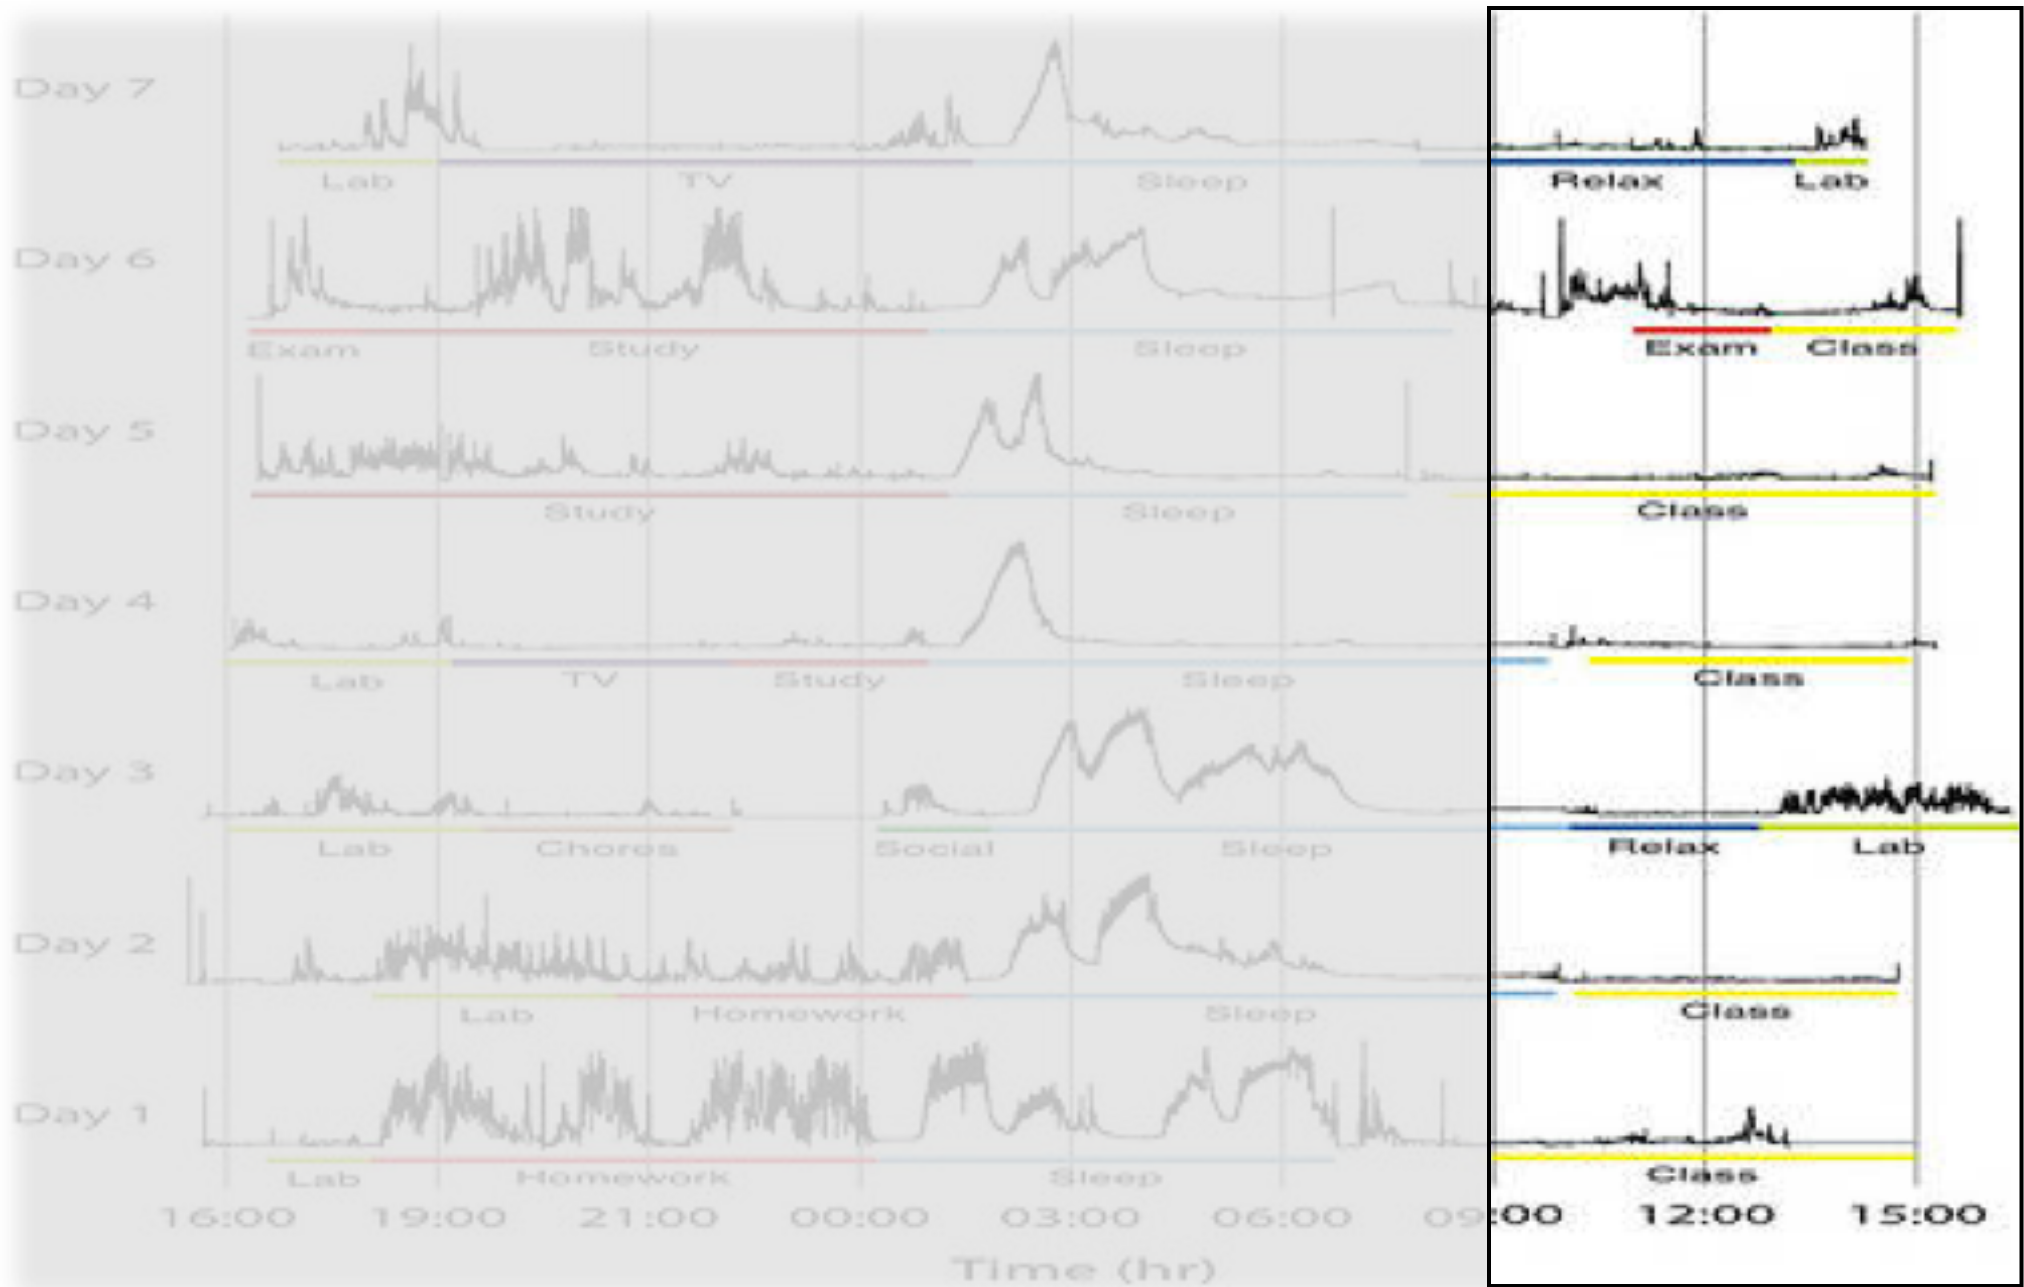 Day 7
Lab TV Sleep Relax Lab
Day 6
Exam Study Sleep Exam Class
Day 5
Study Sleep Class
Day 4
Lab TV Study Sleep Class
Day 3
Lab Chores Social Sleep Relax Lab
Day 2
Lab Homework Sleep Class
Day 1
Lab Homework Sleep Class
16:00 19:00 21:00 00:00 03:00 06:00 09:00 12:00 15:00
Time (hr)